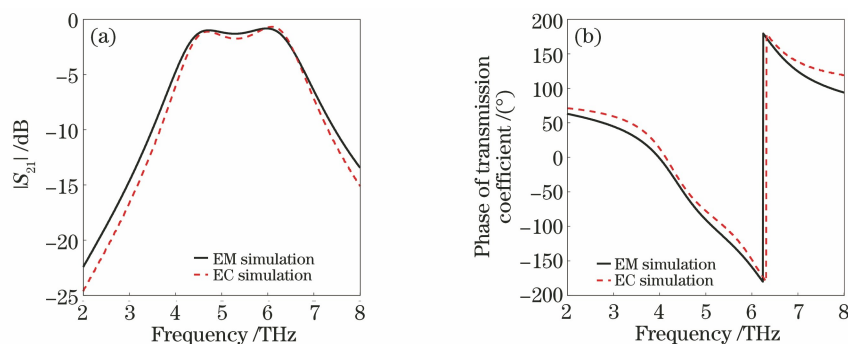 (a)
|S21| /dB
0
−5
−10
−15
−20
−25
2 3 4 5 6 7 8
Frequency /THz
EM simulation
EC simulation
(b)
Phase of transmission
coefficient /(°)
200
150
100
50
0
−50
−100
−150
−200
2 3 4 5 6 7 8
Frequency /THz
EM simulation
EC simulation